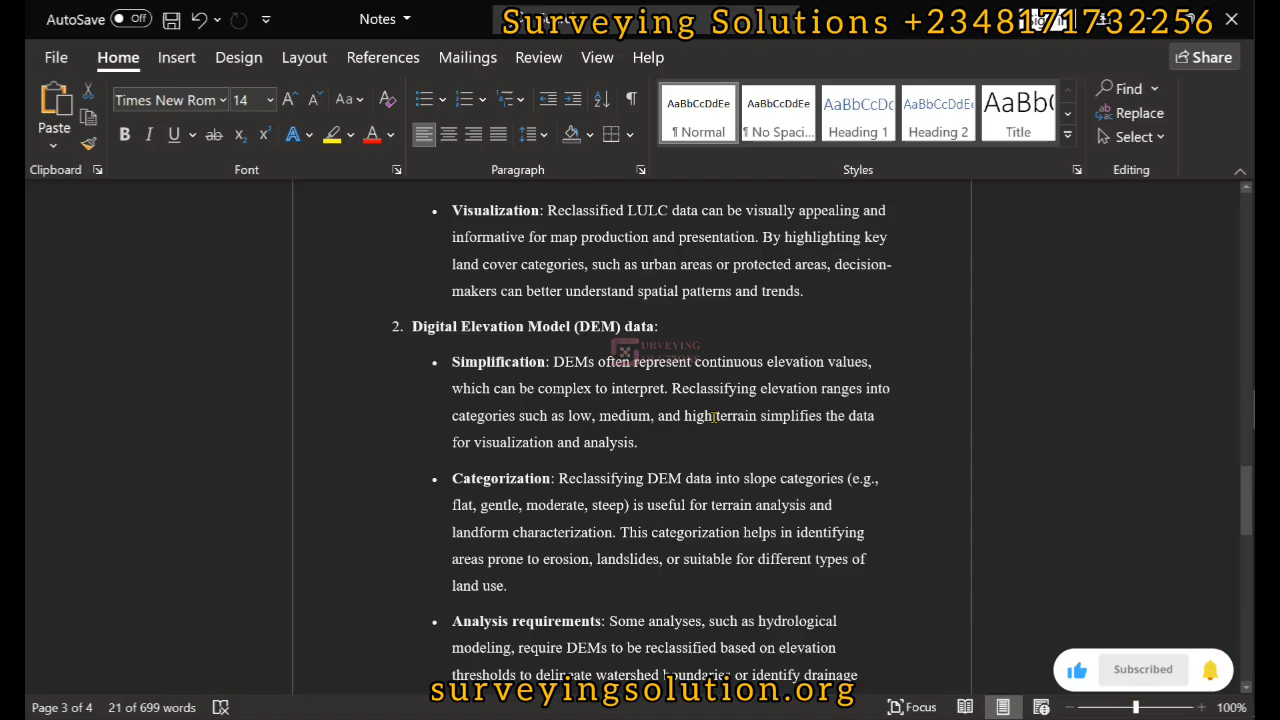 AutoSave Off Notes Surveying Solutions +2348171732256
File Home Insert Design Layout References Mailings Review View Help Share
Times New Rom 14 Aa Find
Paste Replace
B I U ab x₂ x² A A Select
AaBbCcDdEe AaBbCcDdEe AaBbCcDc AaBbCcDdE AaBbC
¶ Normal ¶ No Spaci... Heading 1 Heading 2 Title
Clipboard Font Paragraph Styles Editing
• Visualization: Reclassified LULC data can be visually appealing and
informative for map production and presentation. By highlighting key
land cover categories, such as urban areas or protected areas, decision-
makers can better understand spatial patterns and trends.
2. Digital Elevation Model (DEM) data:
URVEYING
SOLUTIONS
• Simplification: DEMs often represent continuous elevation values,
which can be complex to interpret. Reclassifying elevation ranges into
categories such as low, medium, and high terrain simplifies the data
for visualization and analysis.
• Categorization: Reclassifying DEM data into slope categories (e.g.,
flat, gentle, moderate, steep) is useful for terrain analysis and
landform characterization. This categorization helps in identifying
areas prone to erosion, landslides, or suitable for different types of
land use.
• Analysis requirements: Some analyses, such as hydrological
modeling, require DEMs to be reclassified based on elevation
thresholds to delineate watershed boundaries or identify drainage
Subscribed
surveyingsolution.org
Page 3 of 4 21 of 699 words Focus 100%